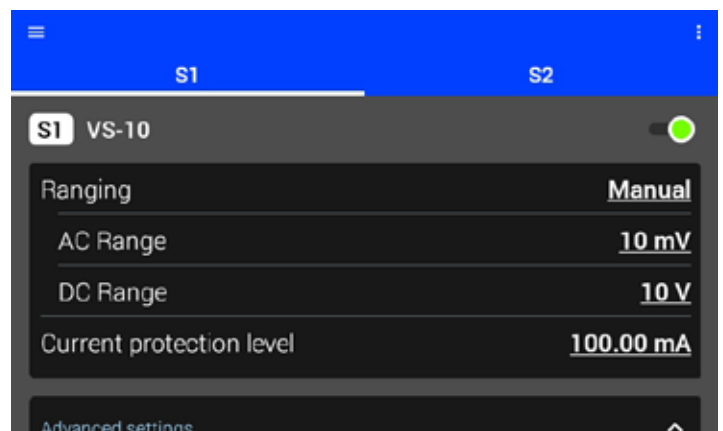 S1 S2
S1 VS-10
Ranging Manual
AC Range 10 mV
DC Range 10 V
Current protection level 100.00 mA
Advanced settings